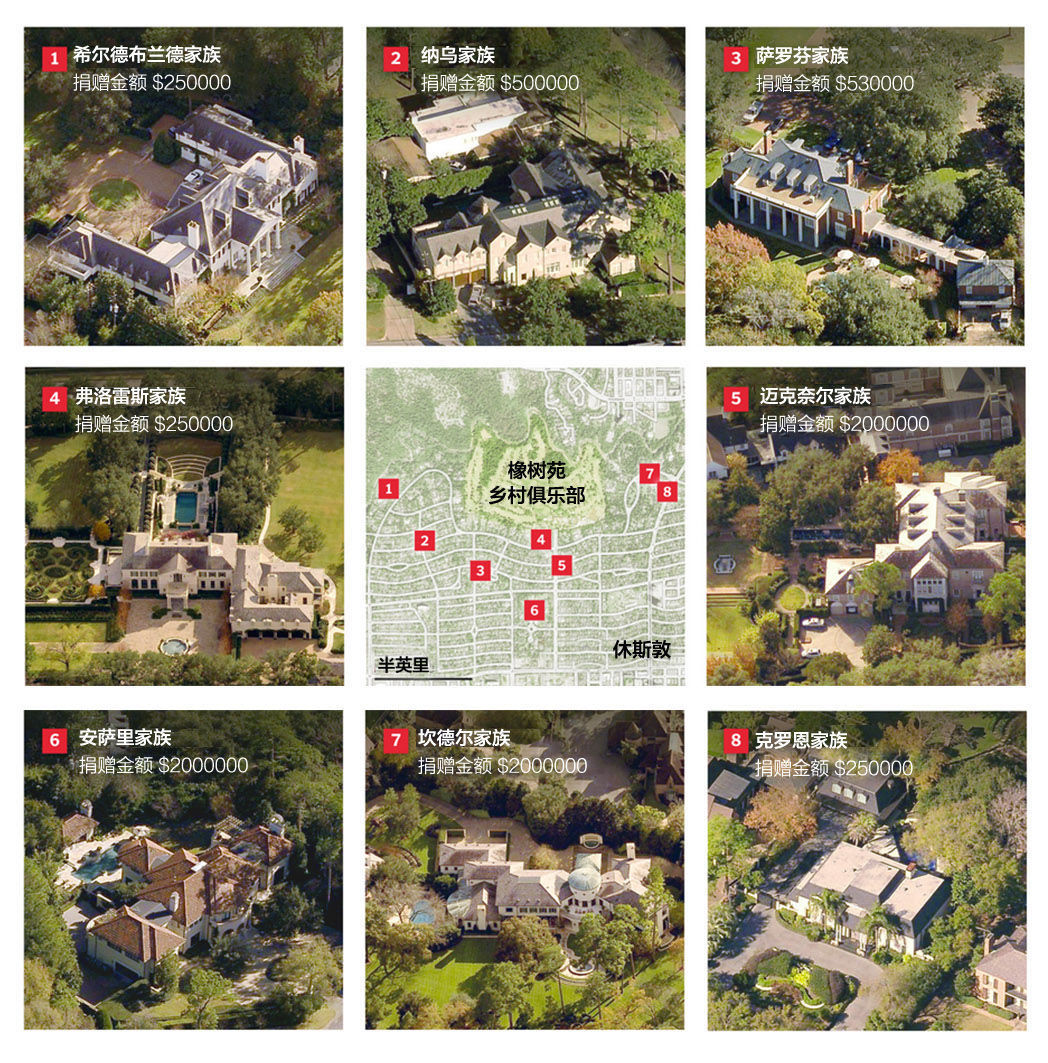 1 希尔德布兰德家族
捐赠金额 $250000
2 纳乌家族
捐赠金额 $500000
3 萨罗芬家族
捐赠金额 $530000
4 弗洛雷斯家族
捐赠金额 $250000
橡树苑
乡村俱乐部
1
2
3
4
5
6
7
8
休斯敦
半英里
5 迈克奈尔家族
捐赠金额 $2000000
6 安萨里家族
捐赠金额 $2000000
7 坎德尔家族
捐赠金额 $2000000
8 克罗恩家族
捐赠金额 $250000